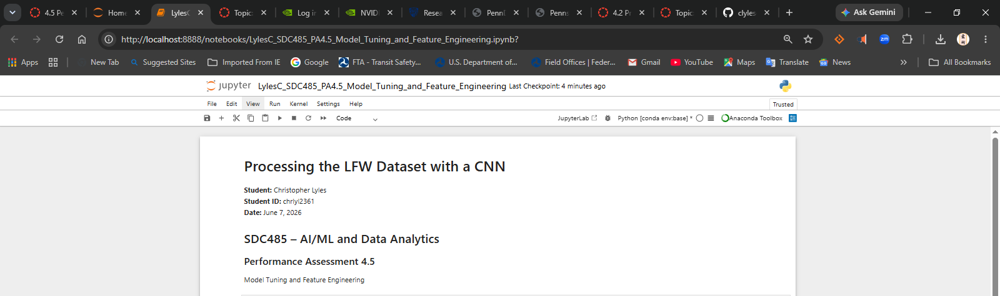 4.5 Pe
Home
LylesC
Topic:
Log ir
NVIDI
Resea
PennD
Penns
4.2 Pr
Topic:
clyles
Ask Gemini
http://localhost:8888/notebooks/LylesC_SDC485_PA4.5_Model_Tuning_and_Feature_Engineering.ipynb?
zm
Apps
New Tab
Suggested Sites
Imported From IE
Google
FTA - Transit Safety...
U.S. Department of...
Field Offices | Feder...
Gmail
YouTube
Maps
Translate
News
All Bookmarks
jupyter LylesC_SDC485_PA4.5_Model_Tuning_and_Feature_Engineering Last Checkpoint: 4 minutes ago
File Edit View Run Kernel Settings Help
Trusted
Code
JupyterLab
Python [conda env:base] *
Anaconda Toolbox
Processing the LFW Dataset with a CNN
Student: Christopher Lyles
Student ID: chrlyl2361
Date: June 7, 2026
SDC485 – AI/ML and Data Analytics
Performance Assessment 4.5
Model Tuning and Feature Engineering